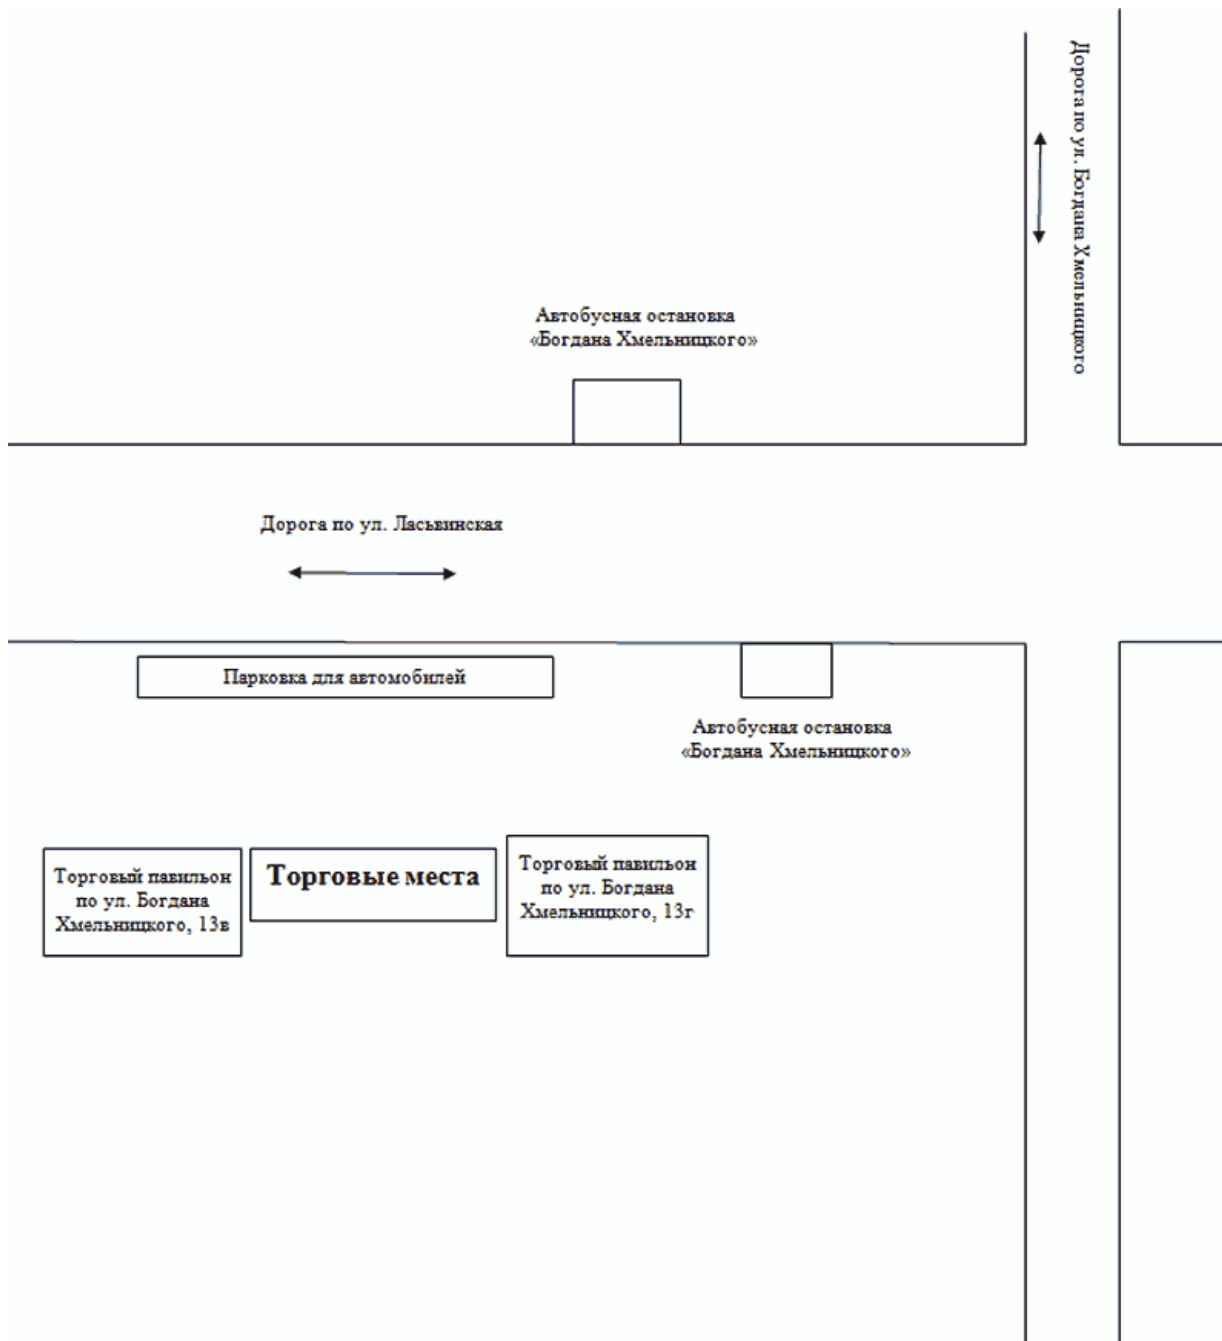 Дорога по ул. Богдана Хмельницкого
Автобусная остановка
«Богдана Хмельницкого»
Дорога по ул. Ласьвинская
Парковка для автомобилей
Автобусная остановка
«Богдана Хмельницкого»
Торговый павильон
по ул. Богдана
Хмельницкого, 13в
Торговые места
Торговый павильон
по ул. Богдана
Хмельницкого, 13г